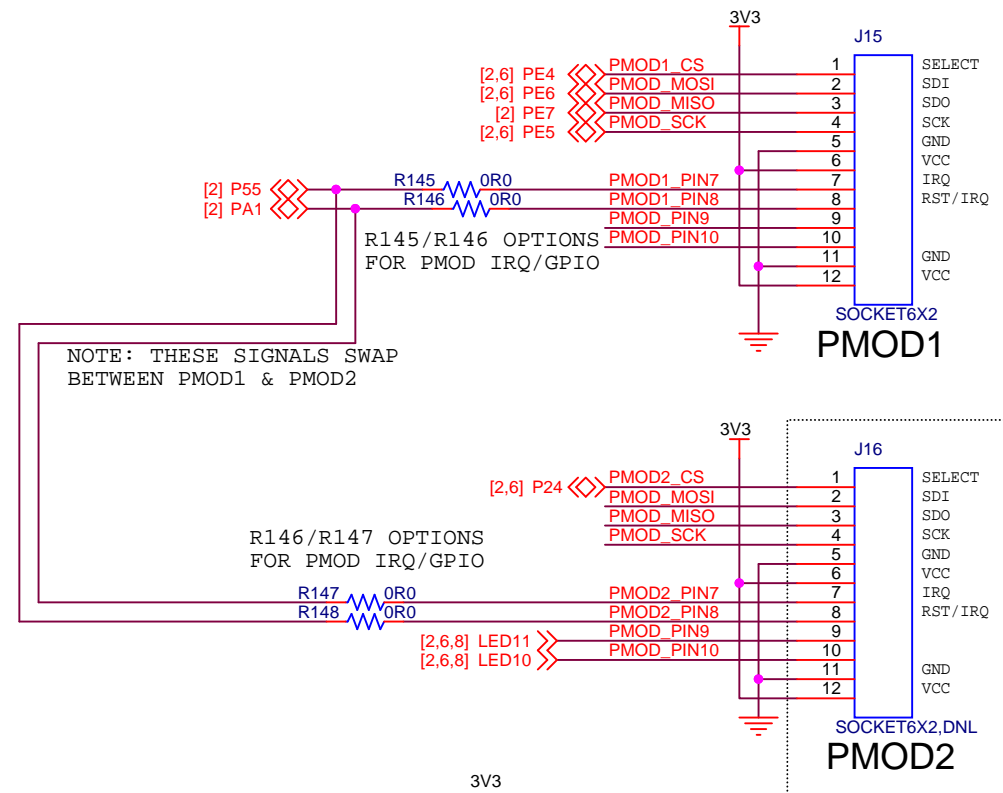 3V3
J15
[2,6] PE4 PMOD1_CS 1 SELECT
[2,6] PE6 PMOD_MOSI 2 SDI
[2] PE7 PMOD_MISO 3 SDO
[2,6] PE5 PMOD_SCK 4 SCK
5 GND
6 VCC
[2] P55 R145 0R0 PMOD1_PIN7 7 IRQ
[2] PA1 R146 0R0 PMOD1_PIN8 8 RST/IRQ
PMOD_PIN9 9
PMOD_PIN10 10
11 GND
12 VCC
R145/R146 OPTIONS
FOR PMOD IRQ/GPIO
SOCKET6X2
PMOD1
NOTE: THESE SIGNALS SWAP
BETWEEN PMOD1 & PMOD2
3V3
J16
[2,6] P24 PMOD2_CS 1 SELECT
PMOD_MOSI 2 SDI
PMOD_MISO 3 SDO
PMOD_SCK 4 SCK
5 GND
6 VCC
R146/R147 OPTIONS
FOR PMOD IRQ/GPIO
R147 0R0 PMOD2_PIN7 7 IRQ
R148 0R0 PMOD2_PIN8 8 RST/IRQ
[2,6,8] LED11 PMOD_PIN9 9
[2,6,8] LED10 PMOD_PIN10 10
11 GND
12 VCC
SOCKET6X2,DNL
PMOD2
3V3